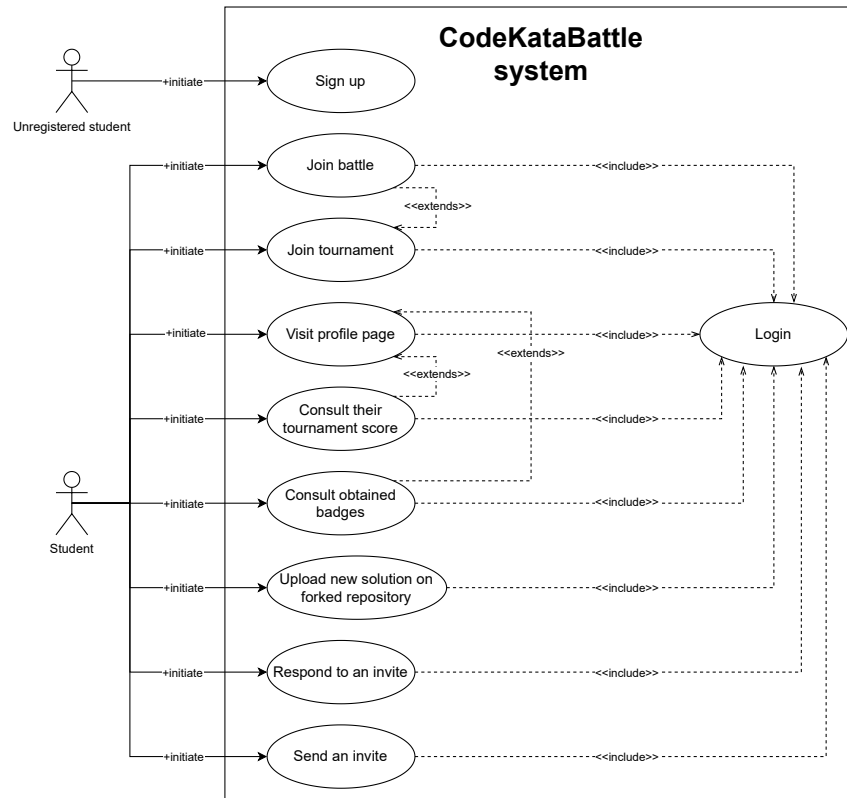 CodeKataBattle
system
+initiate
Sign up
Unregistered student
+initiate
Join battle
<<include>>
<<extends>>
+initiate
Join tournament
<<include>>
+initiate
Visit profile page
<<include>>
Login
<<extends>>
<<extends>>
+initiate
Consult their
tournament score
<<include>>
+initiate
Consult obtained
badges
<<include>>
Student
+initiate
Upload new solution on
forked repository
<<include>>
+initiate
Respond to an invite
<<include>>
+initiate
Send an invite
<<include>>